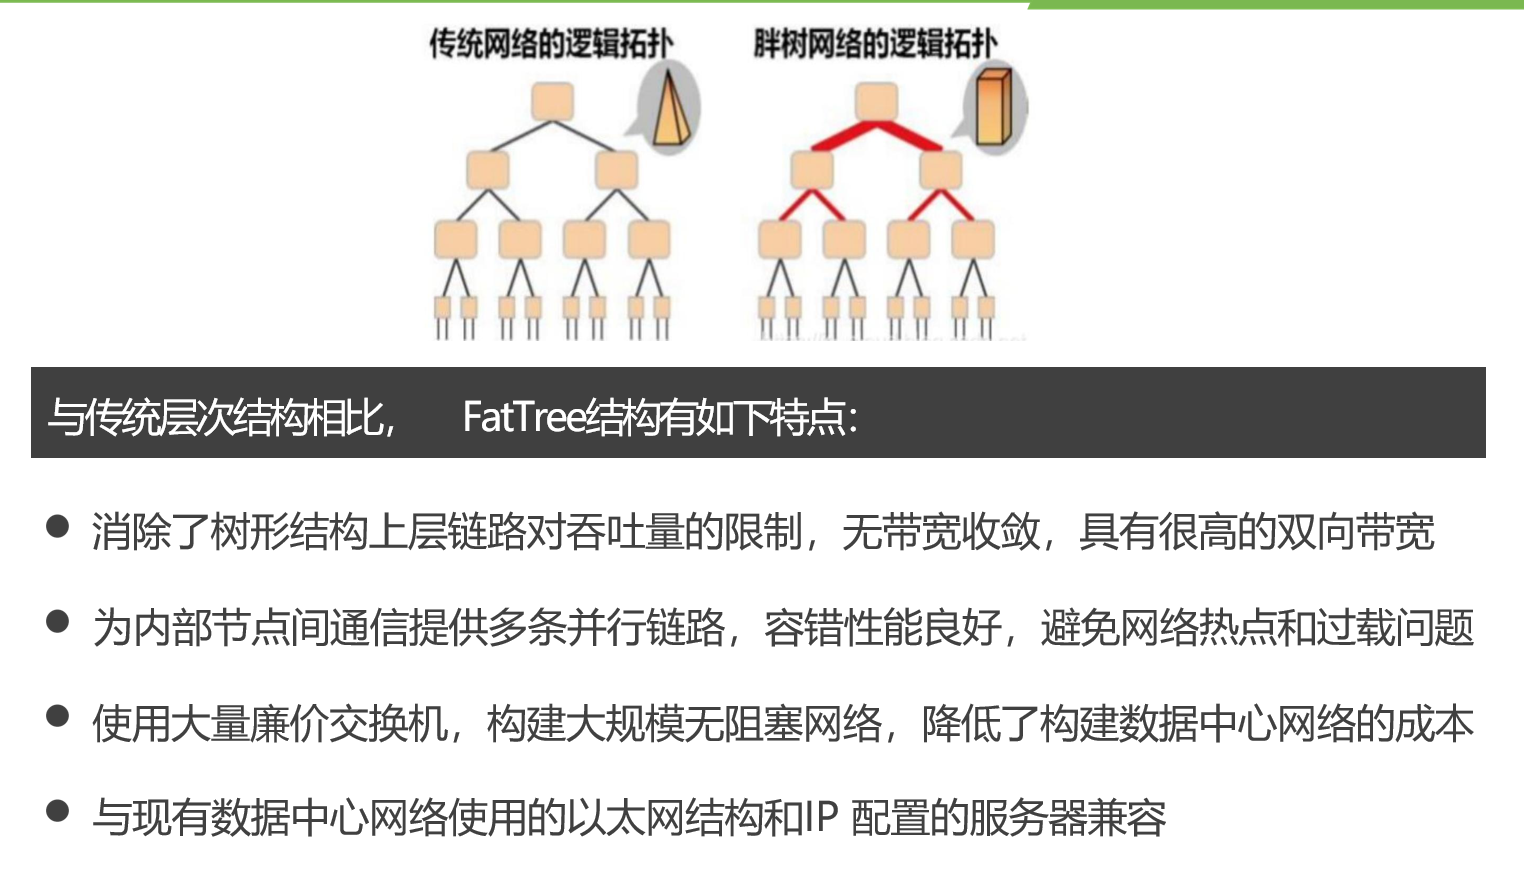 传统网络的逻辑拓扑
胖树网络的逻辑拓扑
与传统层次结构相比， FatTree结构有如下特点：
消除了树形结构上层链路对吞吐量的限制，无带宽收敛，具有很高的双向带宽
为内部节点间通信提供多条并行链路，容错性能良好，避免网络热点和过载问题
使用大量廉价交换机，构建大规模无阻塞网络，降低了构建数据中心网络的成本
与现有数据中心网络使用的以太网结构和IP 配置的服务器兼容